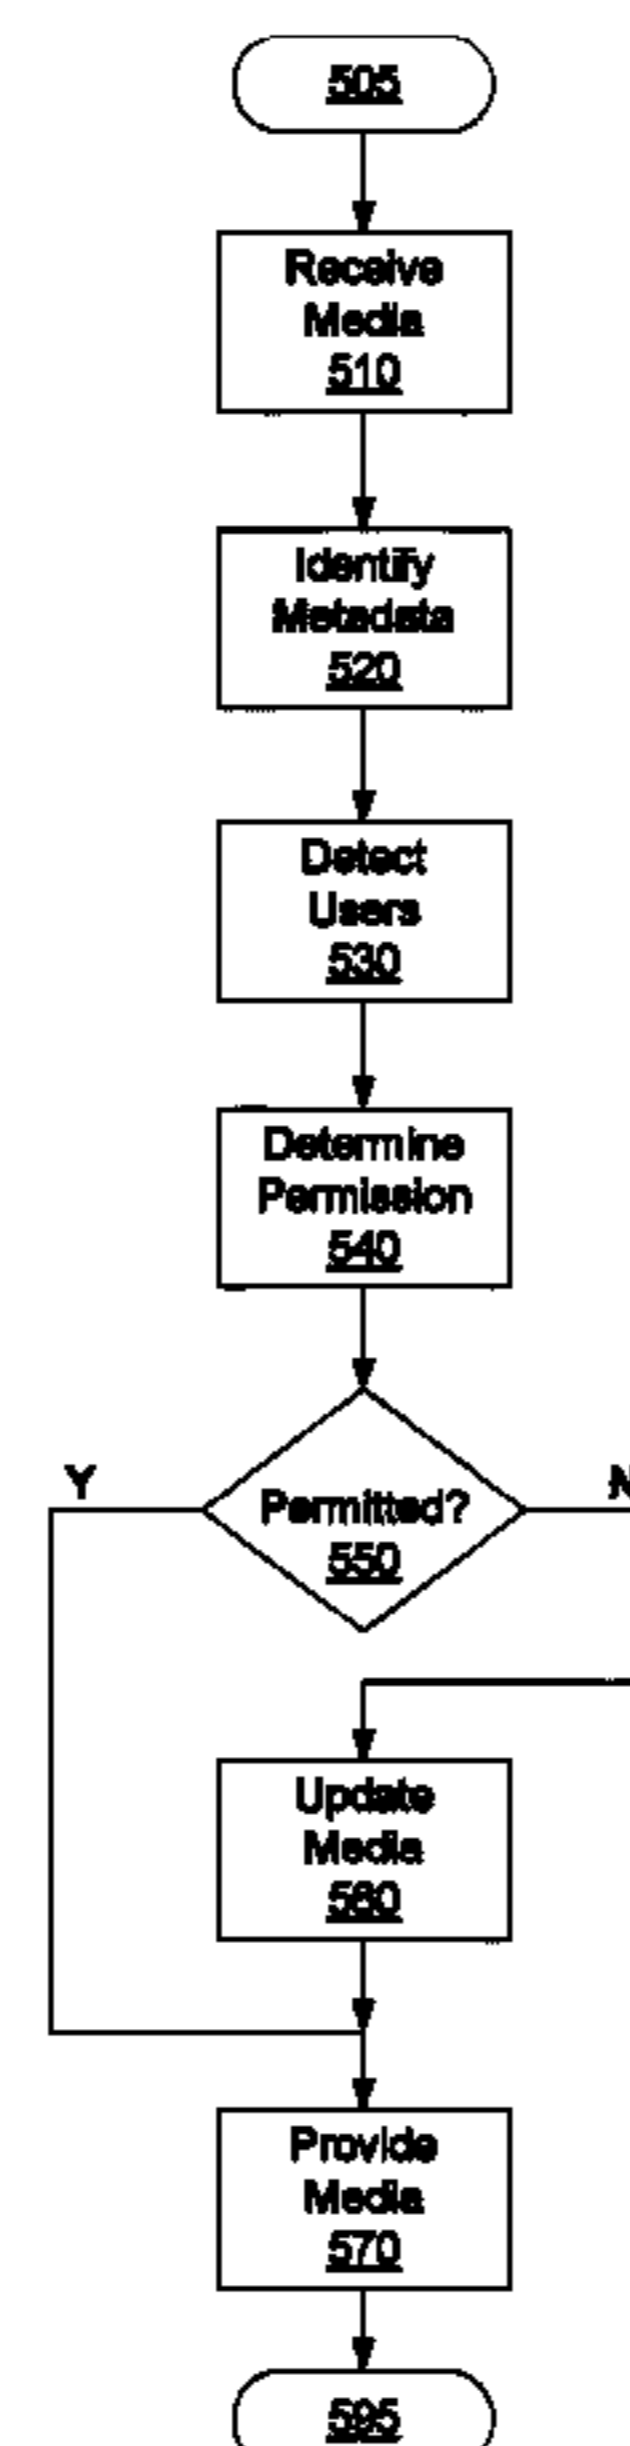 505
Receive
Media
510
Identify
Metadata
520
Detect
Users
530
Determine
Permission
540
Y
N
Permitted?
550
Update
Media
560
Provide
Media
570
595